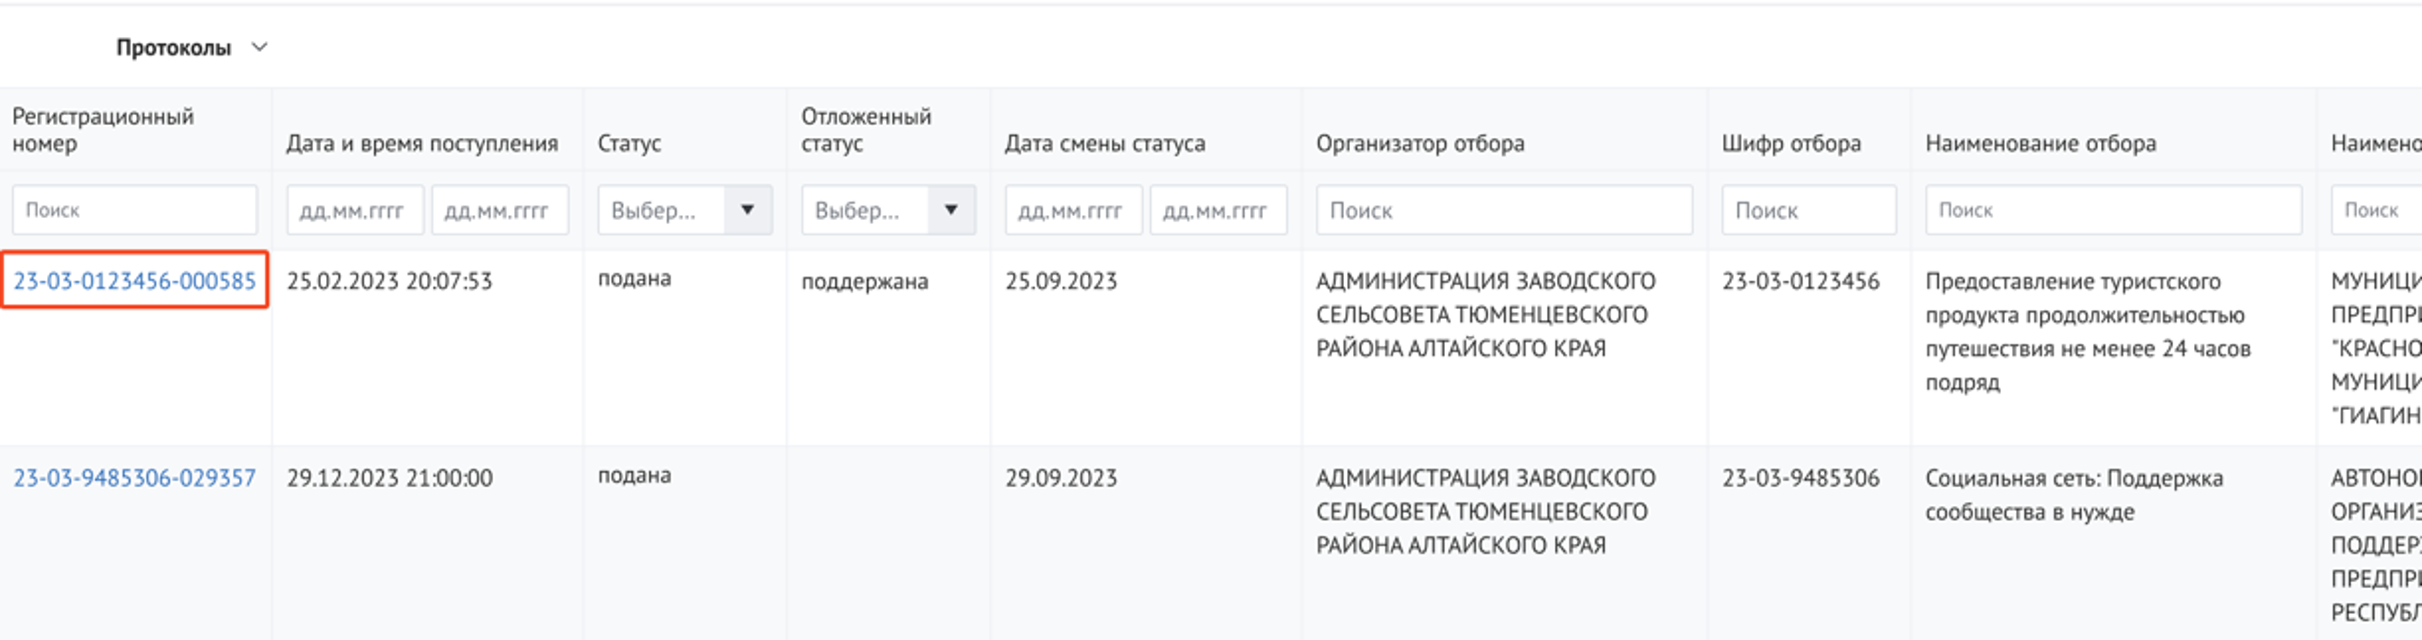 Протоколы
Регистрационный
номер
Дата и время поступления
Статус
Отложенный
статус
Дата смены статуса
Организатор отбора
Шифр отбора
Наименование отбора
Наимено
Поиск
дд.мм.гггг
дд.мм.гггг
Выбер...
Выбер...
дд.мм.гггг
дд.мм.гггг
Поиск
Поиск
Поиск
Поиск
23-03-0123456-000585
25.02.2023 20:07:53
подана
поддержана
25.09.2023
АДМИНИСТРАЦИЯ ЗАВОДСКОГО
СЕЛЬСОВЕТА ТЮМЕНЦЕВСКОГО
РАЙОНА АЛТАЙСКОГО КРАЯ
23-03-0123456
Предоставление туристского
продукта продолжительностью
путешествия не менее 24 часов
подряд
МУНИЦИ
ПРЕДПРИ
"КРАСНО
МУНИЦИ
"ГИАГИН
23-03-9485306-029357
29.12.2023 21:00:00
подана
29.09.2023
АДМИНИСТРАЦИЯ ЗАВОДСКОГО
СЕЛЬСОВЕТА ТЮМЕНЦЕВСКОГО
РАЙОНА АЛТАЙСКОГО КРАЯ
23-03-9485306
Социальная сеть: Поддержка
сообщества в нужде
АВТОНО
ОРГАНИЗ
ПОДДЕР
ПРЕДПРИ
РЕСПУБЛ